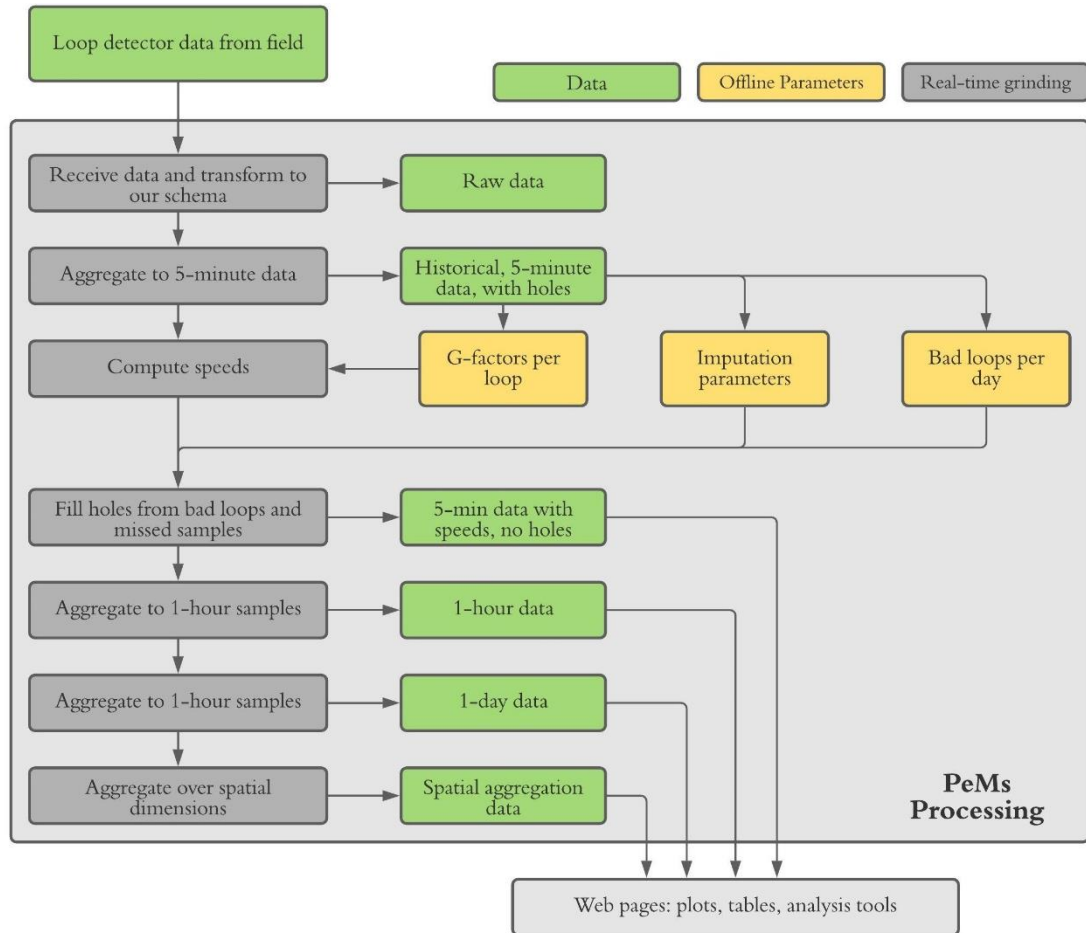 Loop detector data from field
Data
Offline Parameters
Real-time grinding
Receive data and transform to
our schema
Raw data
Aggregate to 5-minute data
Historical, 5-minute
data, with holes
Compute speeds
G-factors per
loop
Imputation
parameters
Bad loops per
day
Fill holes from bad loops and
missed samples
5-min data with
speeds, no holes
Aggregate to 1-hour samples
1-hour data
Aggregate to 1-hour samples
1-day data
Aggregate over spatial
dimensions
Spatial aggregation
data
PeMs
Processing
Web pages: plots, tables, analysis tools